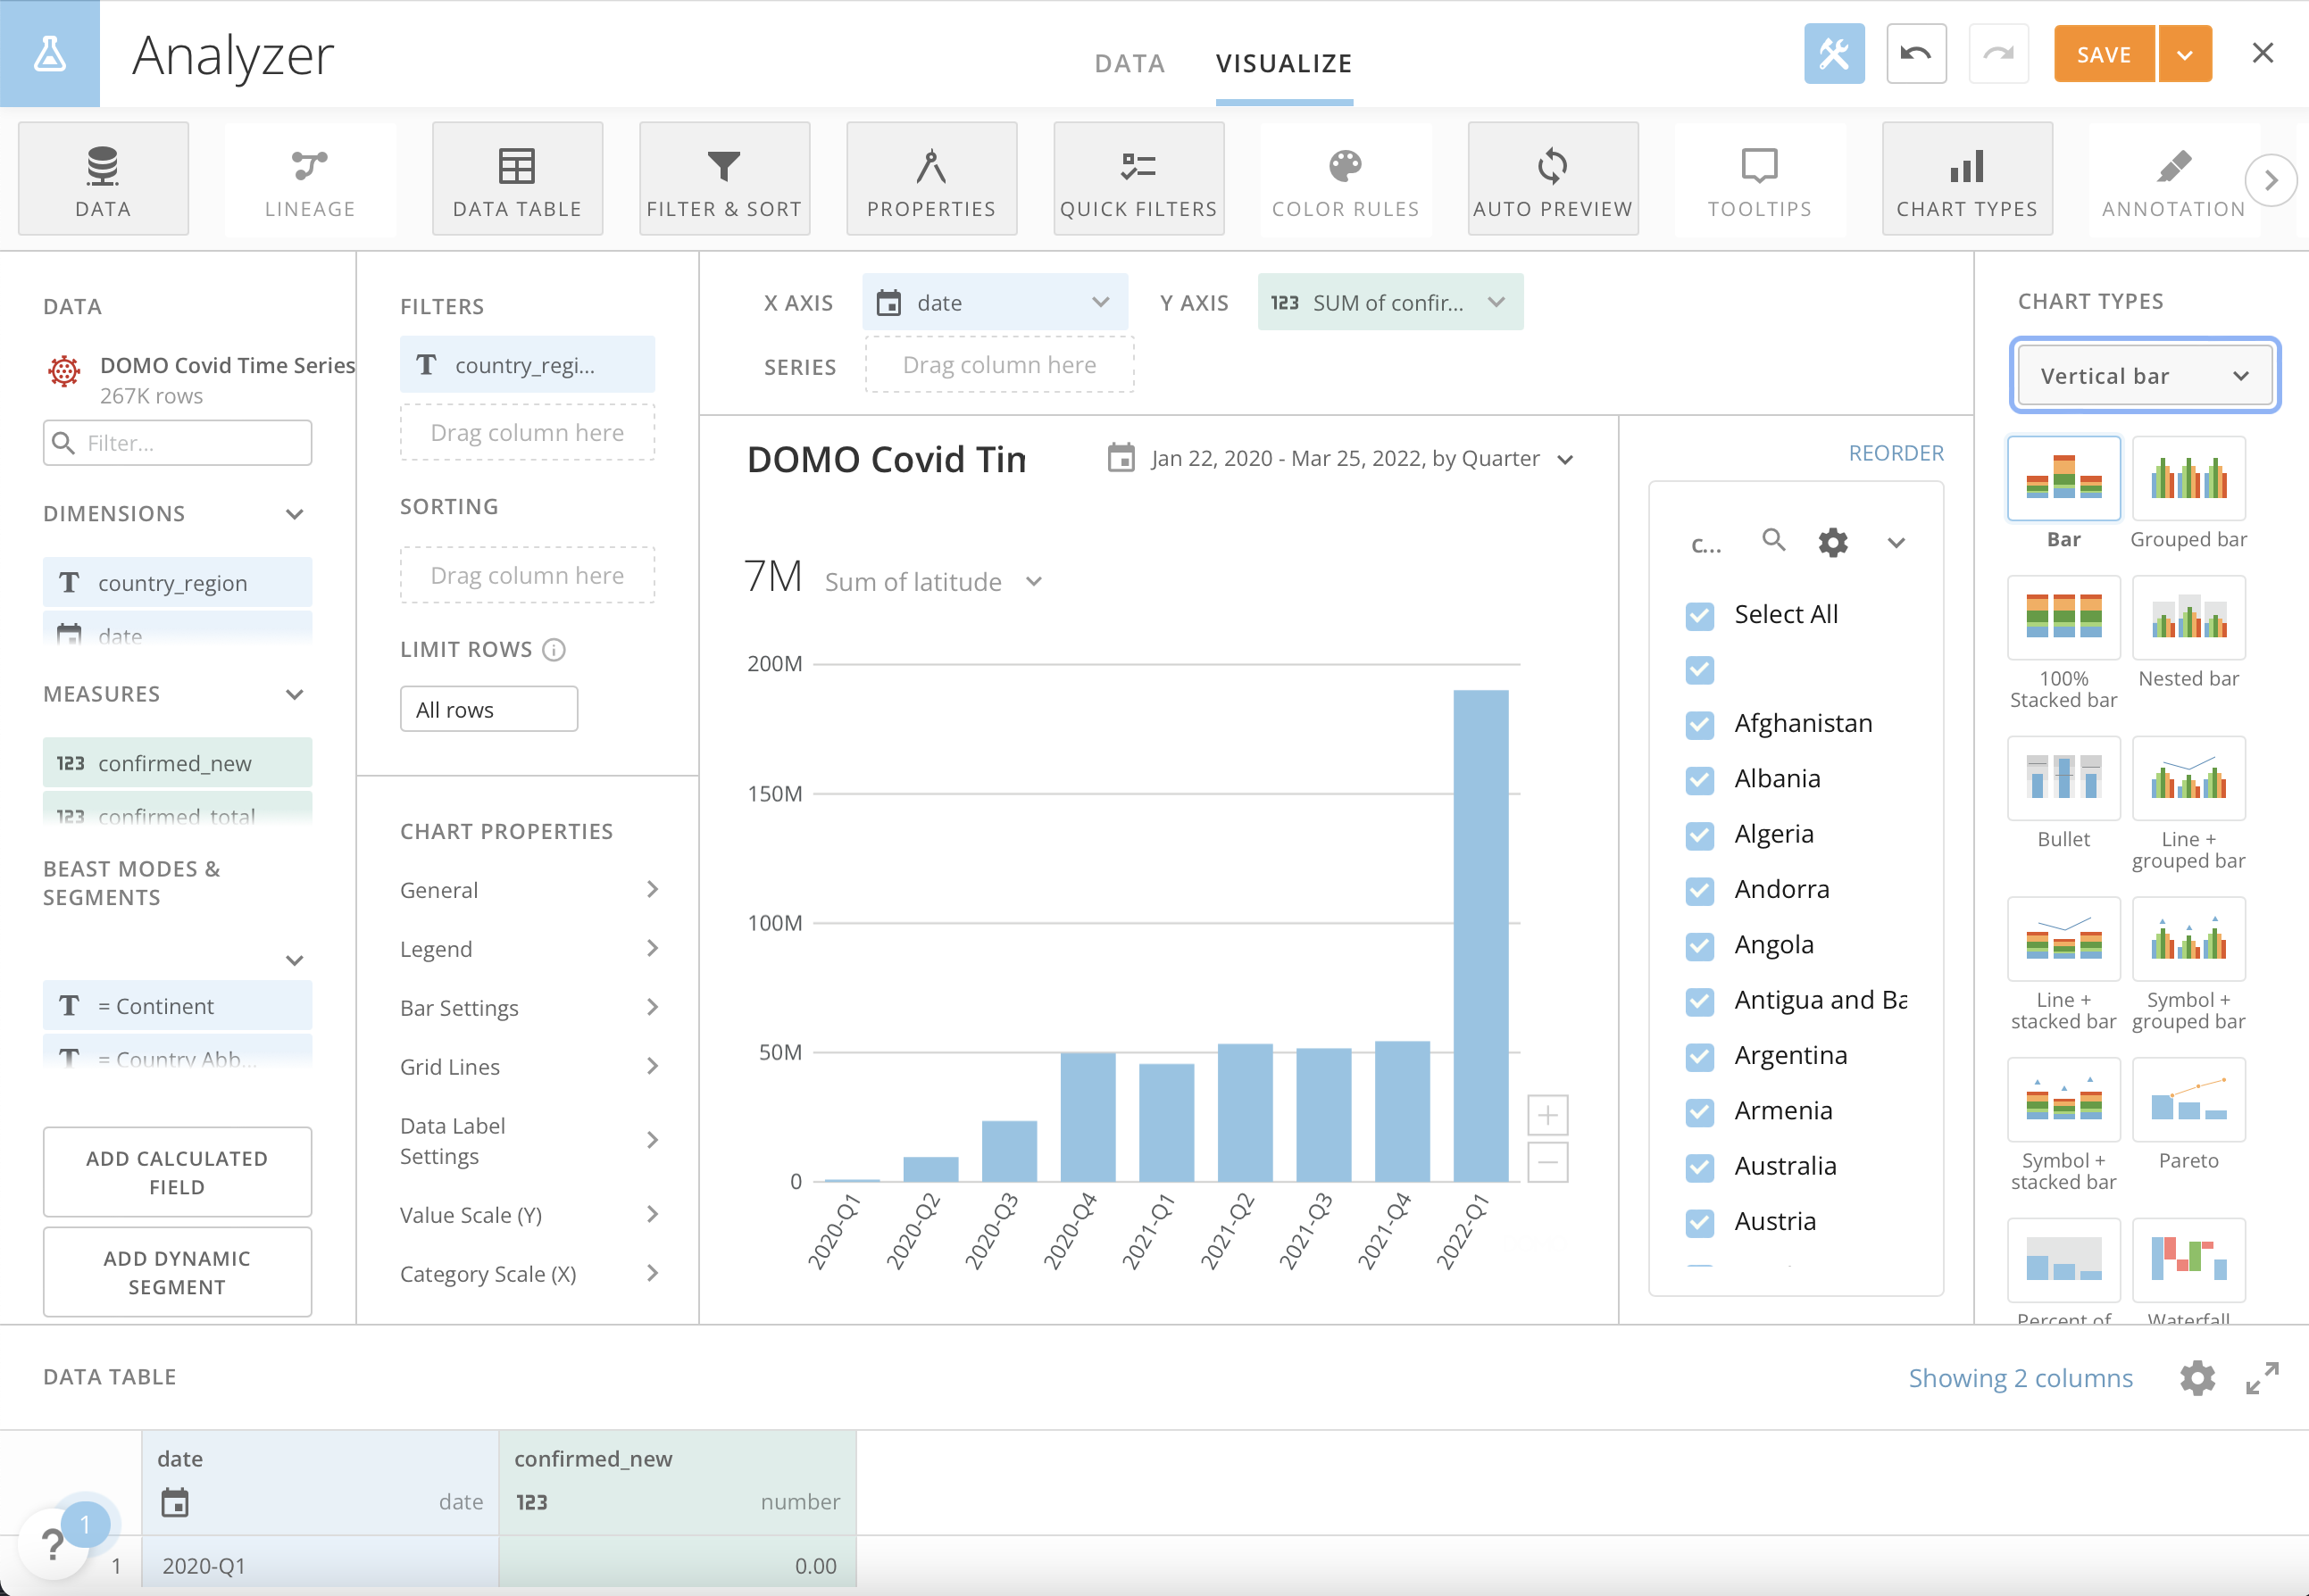 Analyzer
DATA
VISUALIZE
SAVE
DATA
LINEAGE
DATA TABLE
FILTER & SORT
PROPERTIES
QUICK FILTERS
COLOR RULES
AUTO PREVIEW
TOOLTIPS
CHART TYPES
ANNOTATION
DATA
DOMO Covid Time Series
267K rows
Filter...
DIMENSIONS
T country_region
date
MEASURES
123 confirmed_new
123 confirmed_total
BEAST MODES &
SEGMENTS
T = Continent
T = Country Abb...
ADD CALCULATED
FIELD
ADD DYNAMIC
SEGMENT
FILTERS
T country_regi...
Drag column here
SORTING
Drag column here
LIMIT ROWS
All rows
CHART PROPERTIES
General
Legend
Bar Settings
Grid Lines
Data Label
Settings
Value Scale (Y)
Category Scale (X)
X AXIS
date
Y AXIS
123 SUM of confir...
SERIES
Drag column here
DOMO Covid Tin
Jan 22, 2020 - Mar 25, 2022, by Quarter
7M Sum of latitude
200M
150M
100M
50M
0
2020-Q1
2020-Q2
2020-Q3
2020-Q4
2021-Q1
2021-Q2
2021-Q3
2021-Q4
2022-Q1
REORDER
c...
Select All
Afghanistan
Albania
Algeria
Andorra
Angola
Antigua and Ba
Argentina
Armenia
Australia
Austria
CHART TYPES
Vertical bar
Bar
Grouped bar
100%
Stacked bar
Nested bar
Bullet
Line +
grouped bar
Line +
stacked bar
Symbol +
grouped bar
Symbol +
stacked bar
Pareto
Percent of
Waterfall
DATA TABLE
Showing 2 columns
date
date
confirmed_new
123 number
? 1
1 2020-Q1 0.00